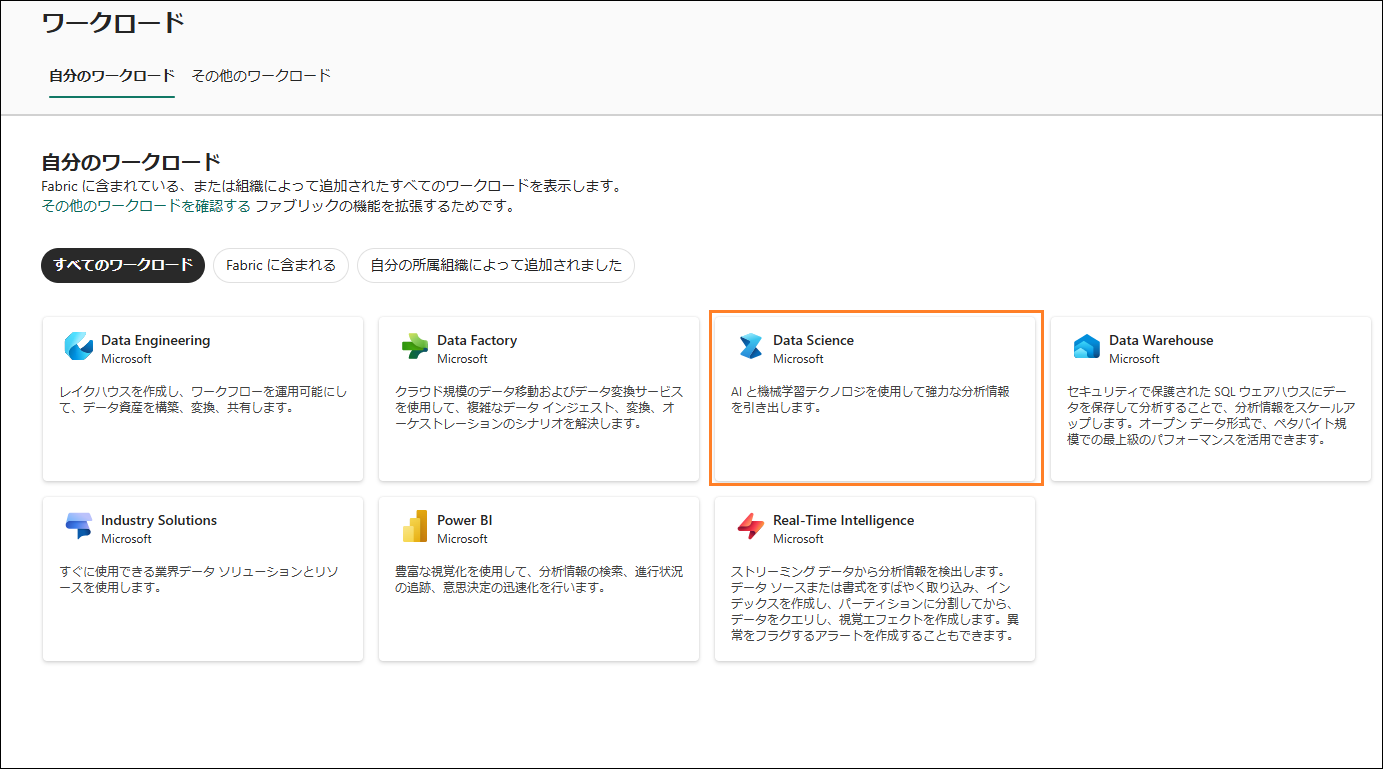 ワークロード
自分のワークロード その他のワークロード
自分のワークロード
Fabric に含まれている、または組織によって追加されたすべてのワークロードを表示します。
その他のワークロードを確認する ファブリックの機能を拡張するためです。
すべてのワークロード Fabric に含まれる 自分の所属組織によって追加されました
Data Engineering
Microsoft
レイクハウスを作成し、ワークフローを運用可能にし
て、データ資産を構築、変換、共有します。
Data Factory
Microsoft
クラウド規模のデータ移動およびデータ変換サービス
を使用して、複雑なデータ インジェスト、変換、オ
ーケストレーションのシナリオを解決します。
Data Science
Microsoft
AI と機械学習テクノロジを使用して強力な分析情報
を引き出します。
Data Warehouse
Microsoft
セキュリティで保護された SQL ウェアハウスにデー
タを保存して分析することで、分析情報をスケールア
ップします。オープン データ形式で、ペタバイト規
模での最上級のパフォーマンスを活用できます。
Industry Solutions
Microsoft
すぐに使用できる業界データ ソリューションとリソ
ースを使用します。
Power BI
Microsoft
豊富な視覚化を使用して、分析情報の検索、進行状況
の追跡、意思決定の迅速化を行います。
Real-Time Intelligence
Microsoft
ストリーミング データから分析情報を検出します。
データ ソースまたは書式をすばやく取り込み、イン
デックスを作成し、パーティションに分割してから、
データをクエリし、視覚エフェクトを作成します。異
常をフラグするアラートを作成することもできます。